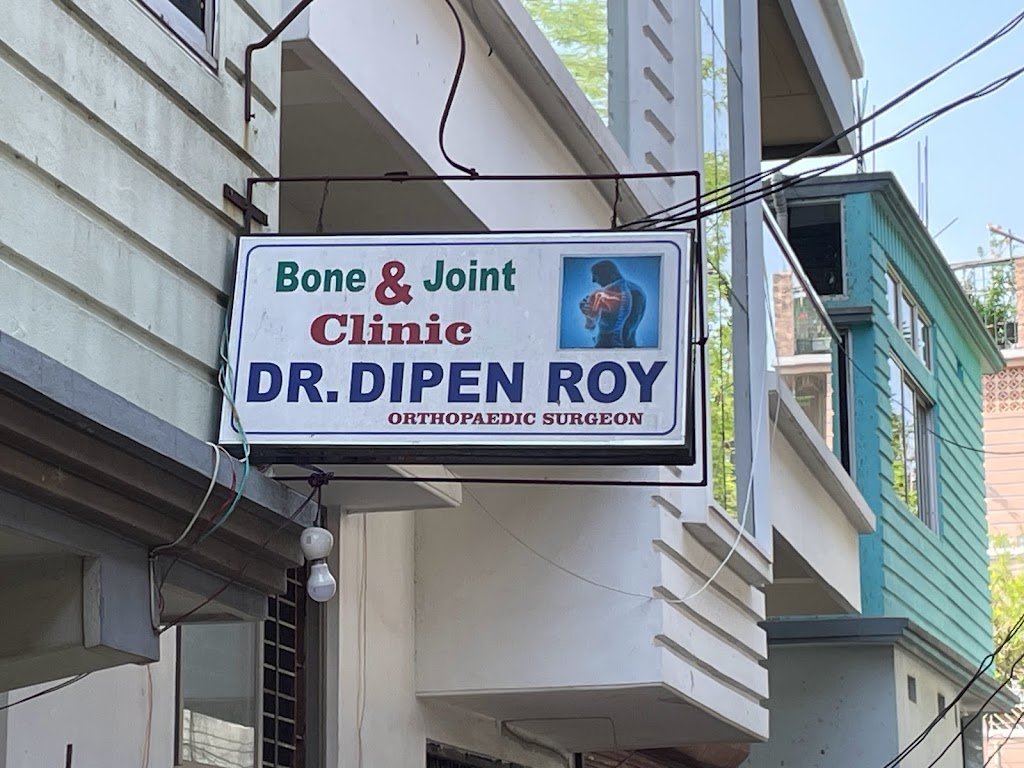 Bone & Joint
Clinic
DR. DIPEN ROY
ORTHOPAEDIC SURGEON